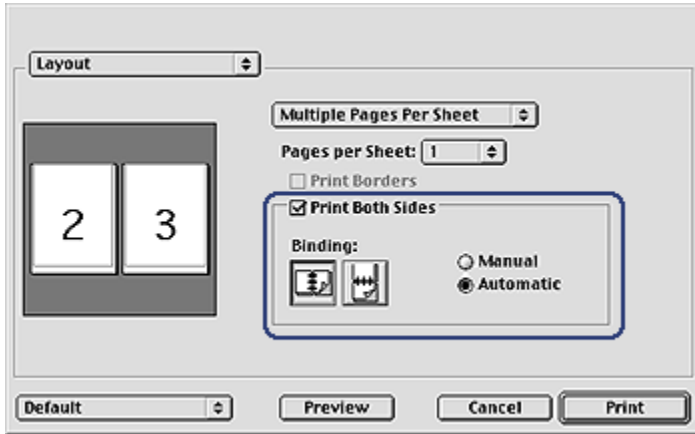 Layout
Multiple Pages Per Sheet
Pages per Sheet: 1
Print Borders
Print Both Sides
2 3
Binding:
Manual
Automatic
Default Preview Cancel Print